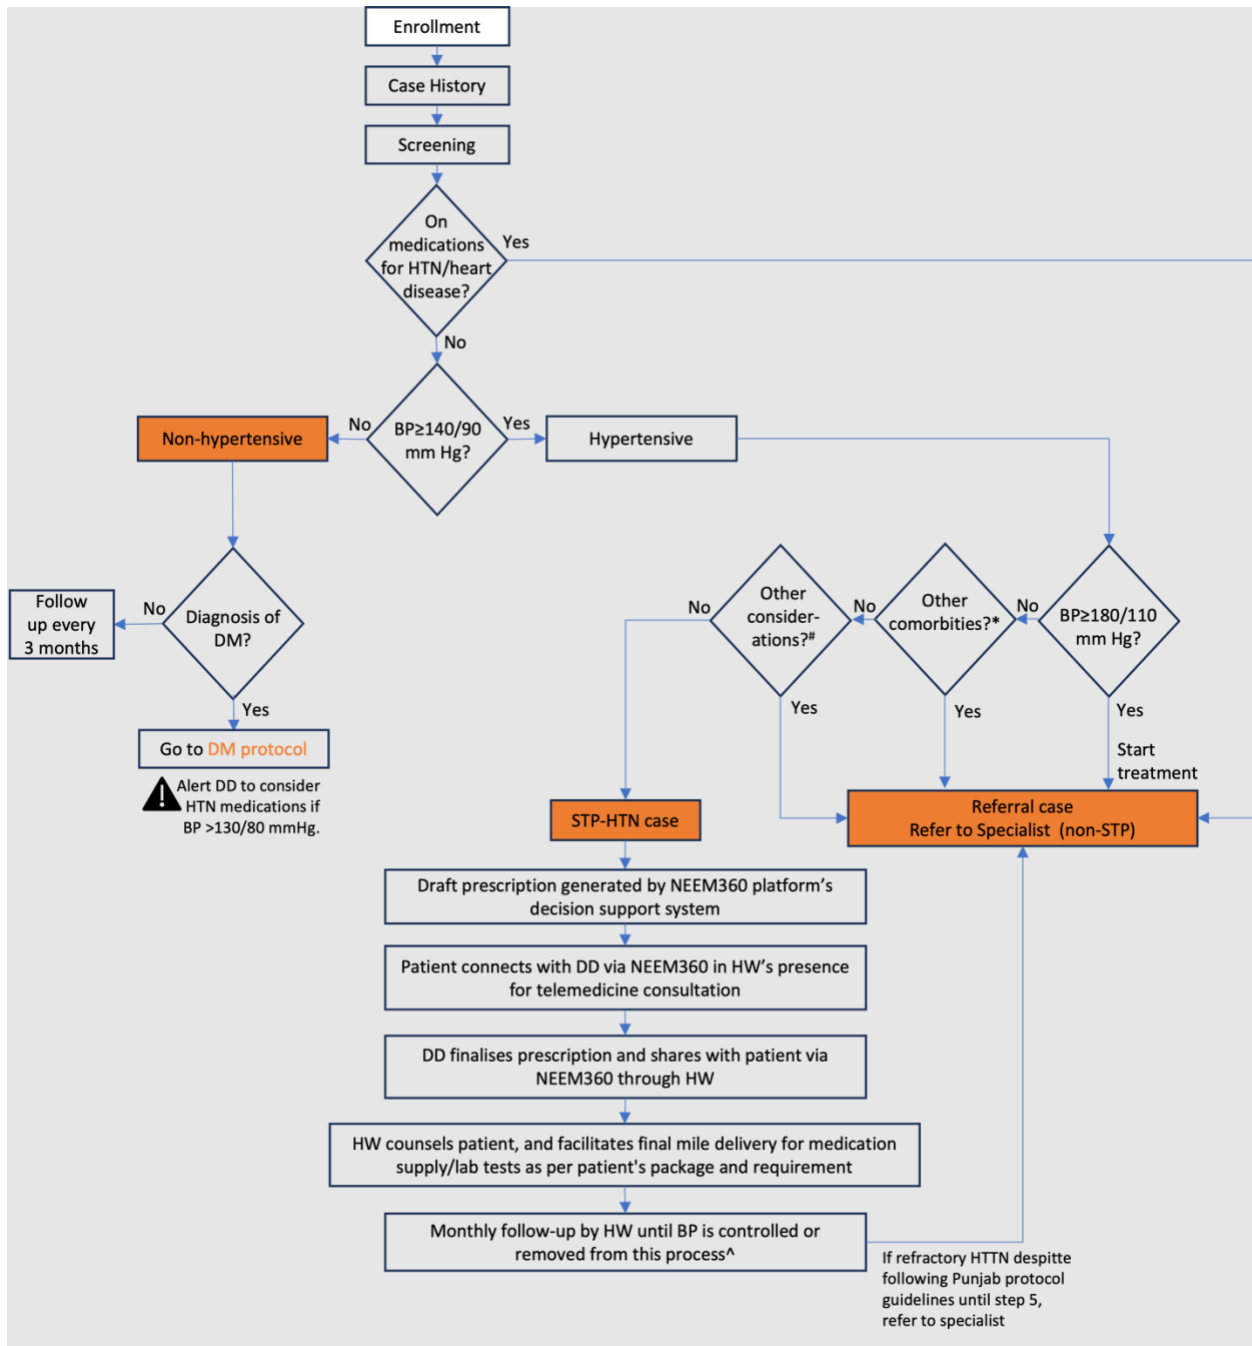 Enrollment
Case History
Screening
On
medications
for HTN/heart
disease?
Yes
No
Non-hypertensive
No
BP≥140/90
mm Hg?
Yes
Hypertensive
Follow
up every
3 months
No
Diagnosis of
DM?
Yes
Go to DM protocol
Alert DD to consider
HTN medications if
BP >130/80 mmHg.
No
Other
consider-
ations?#
No
Other
comorbities?*
No
BP≥180/110
mm Hg?
Yes
Yes
Yes
Start
treatment
STP-HTN case
Referral case
Refer to Specialist (non-STP)
Draft prescription generated by NEEM360 platform's
decision support system
Patient connects with DD via NEEM360 in HW's presence
for telemedicine consultation
DD finalises prescription and shares with patient via
NEEM360 through HW
HW counsels patient, and facilitates final mile delivery for medication
supply/lab tests as per patient's package and requirement
Monthly follow-up by HW until BP is controlled or
removed from this process^
If refractory HTTN despitte
following Punjab protocol
guidelines until step 5,
refer to specialist